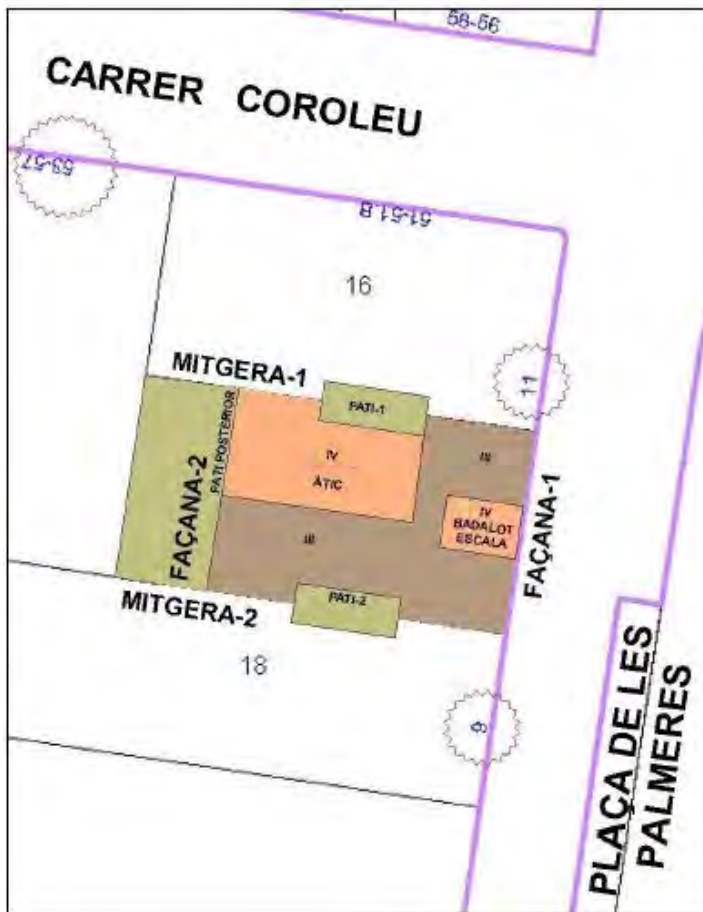 58-56
CARRER COROLEU
53-57
51-51 B
16
MITGERA-1
11
PATI-1
PATI POSTERIOR
IV
ÀTIC
III
FAÇANA-2
IV
BADALOT
ESCALA
FAÇANA-1
III
PATI-2
MITGERA-2
18
9
PLAÇA DE LES
PALMERES